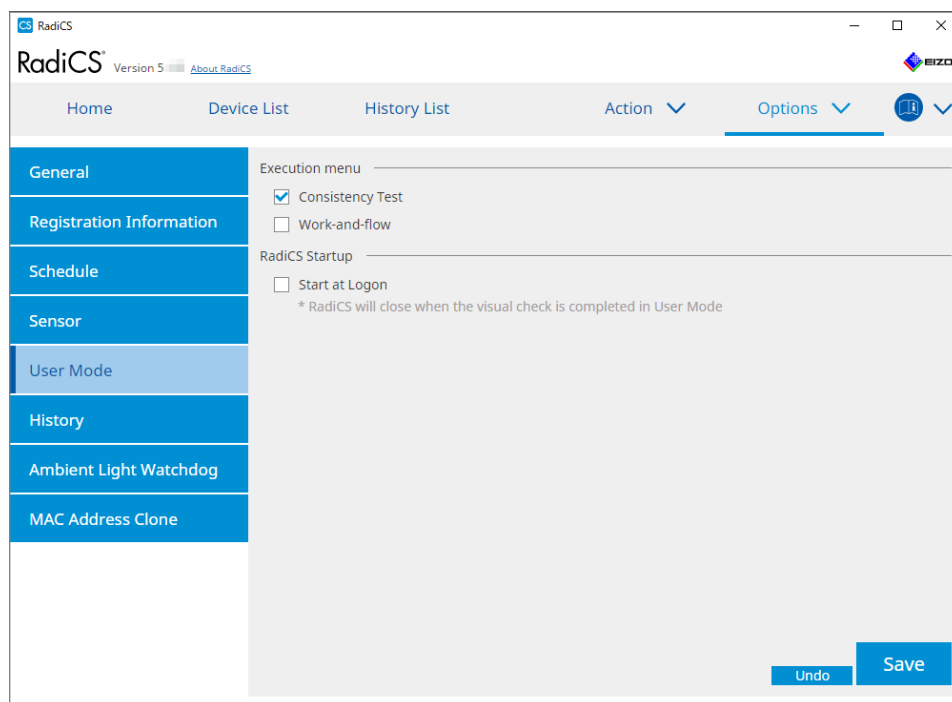 CS RadiCS
RadiCS® Version 5 About RadiCS
EIZO
Home Device List History List Action Options
General
Registration Information
Schedule
Sensor
User Mode
History
Ambient Light Watchdog
MAC Address Clone
Execution menu
Consistency Test
Work-and-flow
RadiCS Startup
Start at Logon
* RadiCS will close when the visual check is completed in User Mode
Undo
Save